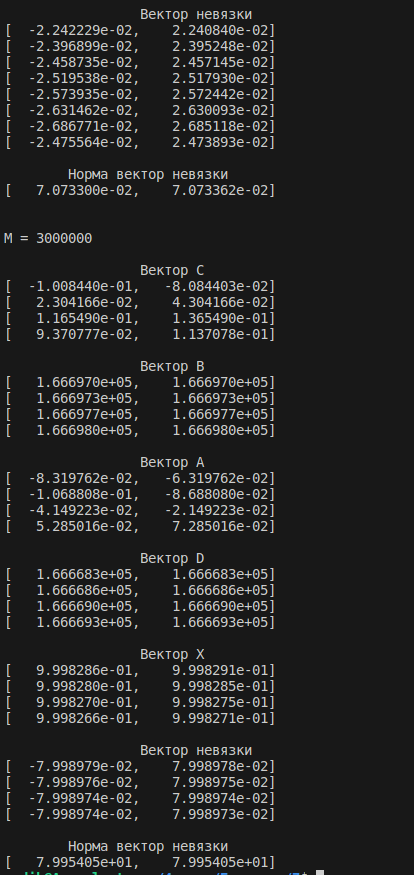 Вектор невязки
[  -2.242229e-02,    2.240840e-02]
[  -2.396899e-02,    2.395248e-02]
[  -2.458735e-02,    2.457145e-02]
[  -2.519538e-02,    2.517930e-02]
[  -2.573935e-02,    2.572442e-02]
[  -2.631462e-02,    2.630093e-02]
[  -2.686771e-02,    2.685118e-02]
[  -2.475564e-02,    2.473893e-02]
Норма вектор невязки
[   7.073300e-02,    7.073362e-02]
M = 3000000
Вектор C
[  -1.008440e-01,   -8.084403e-02]
[   2.304166e-02,    4.304166e-02]
[   1.165490e-01,    1.365490e-01]
[   9.370777e-02,    1.137078e-01]
Вектор B
[   1.666970e+05,    1.666970e+05]
[   1.666973e+05,    1.666973e+05]
[   1.666977e+05,    1.666977e+05]
[   1.666980e+05,    1.666980e+05]
Вектор A
[  -8.319762e-02,   -6.319762e-02]
[  -1.068808e-01,   -8.688080e-02]
[  -4.149223e-02,   -2.149223e-02]
[   5.285016e-02,    7.285016e-02]
Вектор D
[   1.666683e+05,    1.666683e+05]
[   1.666686e+05,    1.666686e+05]
[   1.666690e+05,    1.666690e+05]
[   1.666693e+05,    1.666693e+05]
Вектор X
[   9.998286e-01,    9.998291e-01]
[   9.998280e-01,    9.998285e-01]
[   9.998270e-01,    9.998275e-01]
[   9.998266e-01,    9.998271e-01]
Вектор невязки
[  -7.998979e-02,    7.998978e-02]
[  -7.998976e-02,    7.998975e-02]
[  -7.998974e-02,    7.998974e-02]
[  -7.998974e-02,    7.998973e-02]
Норма вектор невязки
[   7.995405e+01,    7.995405e+01]